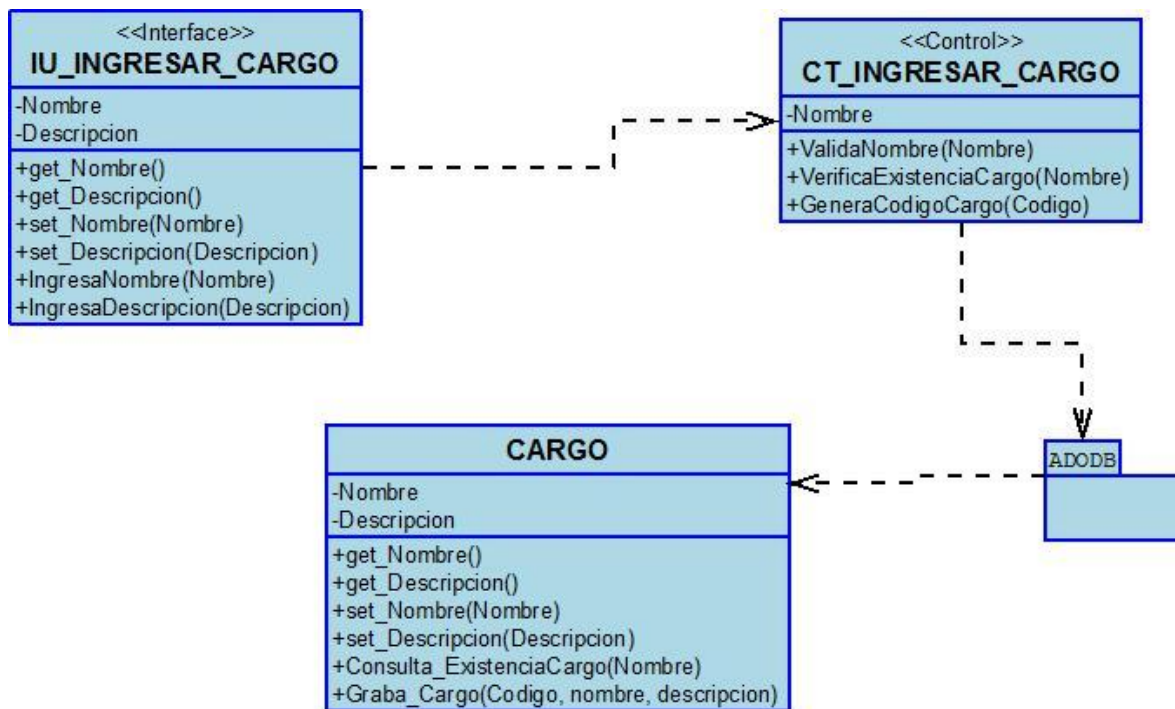 <<Interface>>
IU_INGRESAR_CARGO
-Nombre
-Descripcion
+get_Nombre()
+get_Descripcion()
+set_Nombre(Nombre)
+set_Descripcion(Descripcion)
+IngresaNombre(Nombre)
+IngresaDescripcion(Descripcion)
<<Control>>
CT_INGRESAR_CARGO
-Nombre
+ValidaNombre(Nombre)
+VerificaExistenciaCargo(Nombre)
+GeneraCodigoCargo(Codigo)
CARGO
-Nombre
-Descripcion
+get_Nombre()
+get_Descripcion()
+set_Nombre(Nombre)
+set_Descripcion(Descripcion)
+Consulta_ExistenciaCargo(Nombre)
+Graba_Cargo(Codigo, nombre, descripcion)
ADODB